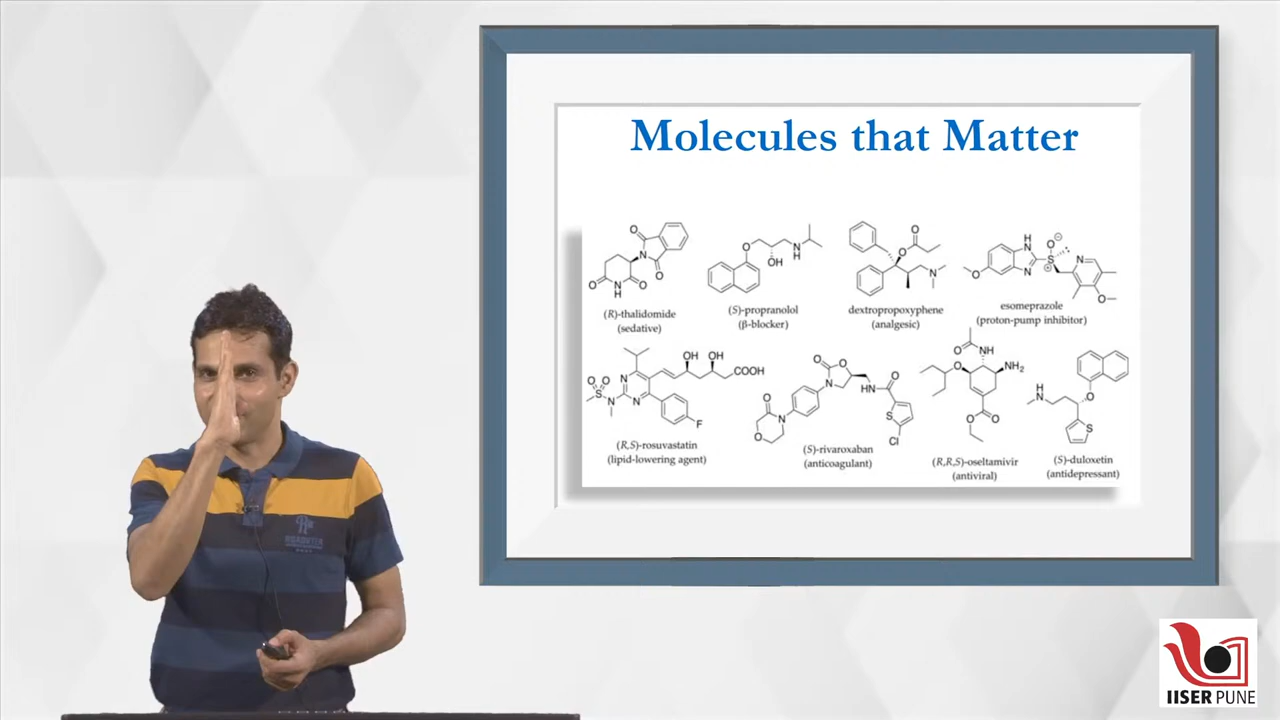 Molecules that Matter
(R)-thalidomide
(sedative)
(S)-propranolol
(β-blocker)
dextropropoxyphene
(analgesic)
esomeprazole
(proton-pump inhibitor)
(R,S)-rosuvastatin
(lipid-lowering agent)
(S)-rivaroxaban
(anticoagulant)
(R,R,S)-oseltamivir
(antiviral)
(S)-duloxetin
(antidepressant)
IISER PUNE